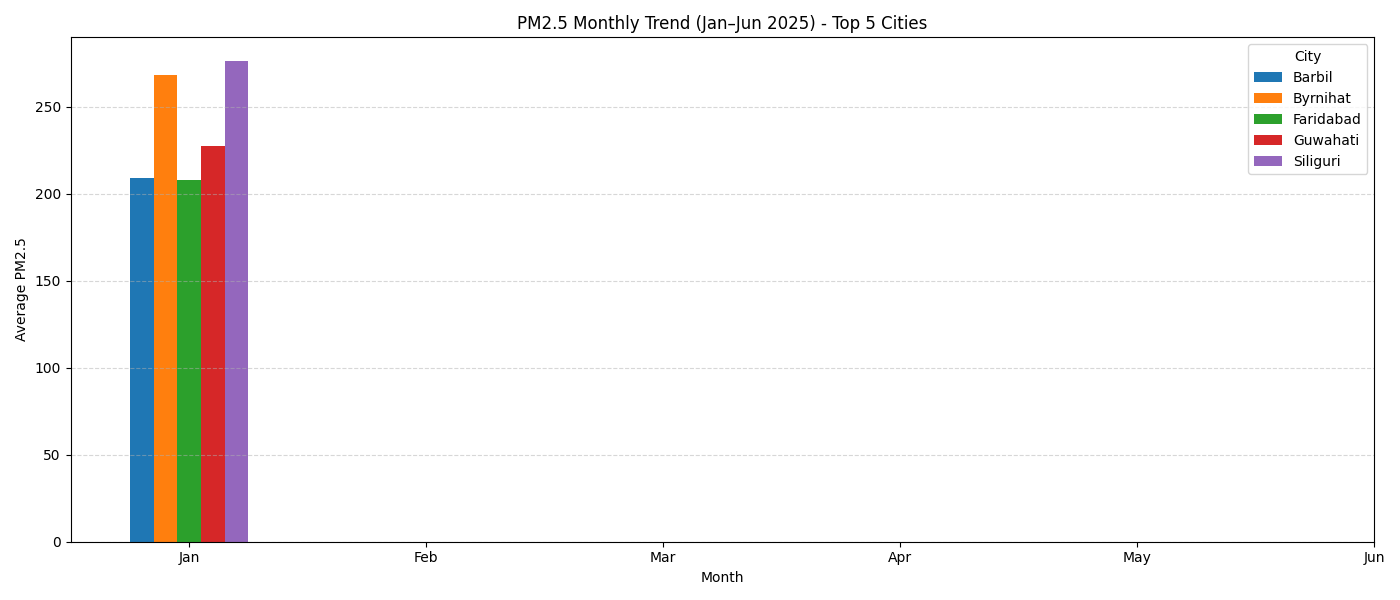 PM2.5 Monthly Trend (Jan–Jun 2025) - Top 5 Cities
City
Barbil
Byrnihat
Faridabad
Guwahati
Siliguri
Average PM2.5
250
200
150
100
50
0
Jan Feb Mar Apr May Jun
Month